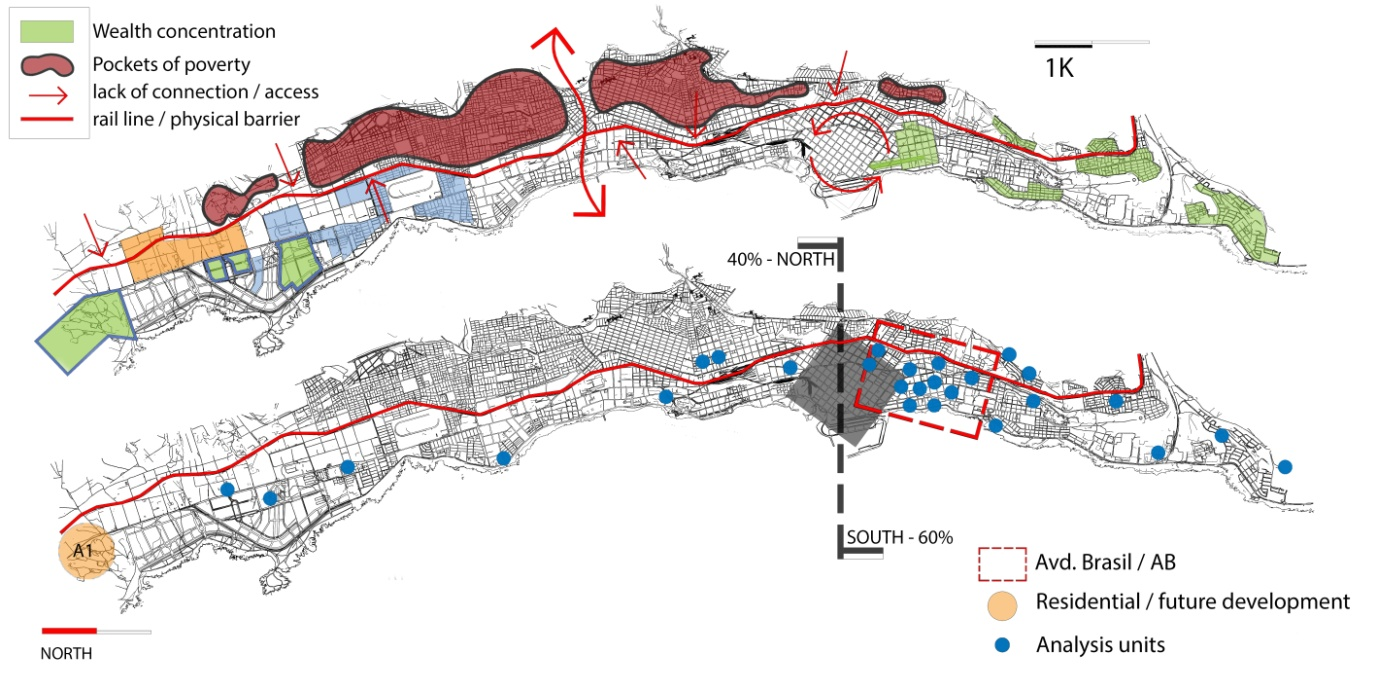 Wealth concentration
Pockets of poverty
lack of connection / access
rail line / physical barrier
1K
40% - NORTH
SOUTH - 60%
A1
Avd. Brasil / AB
Residential / future development
Analysis units
NORTH